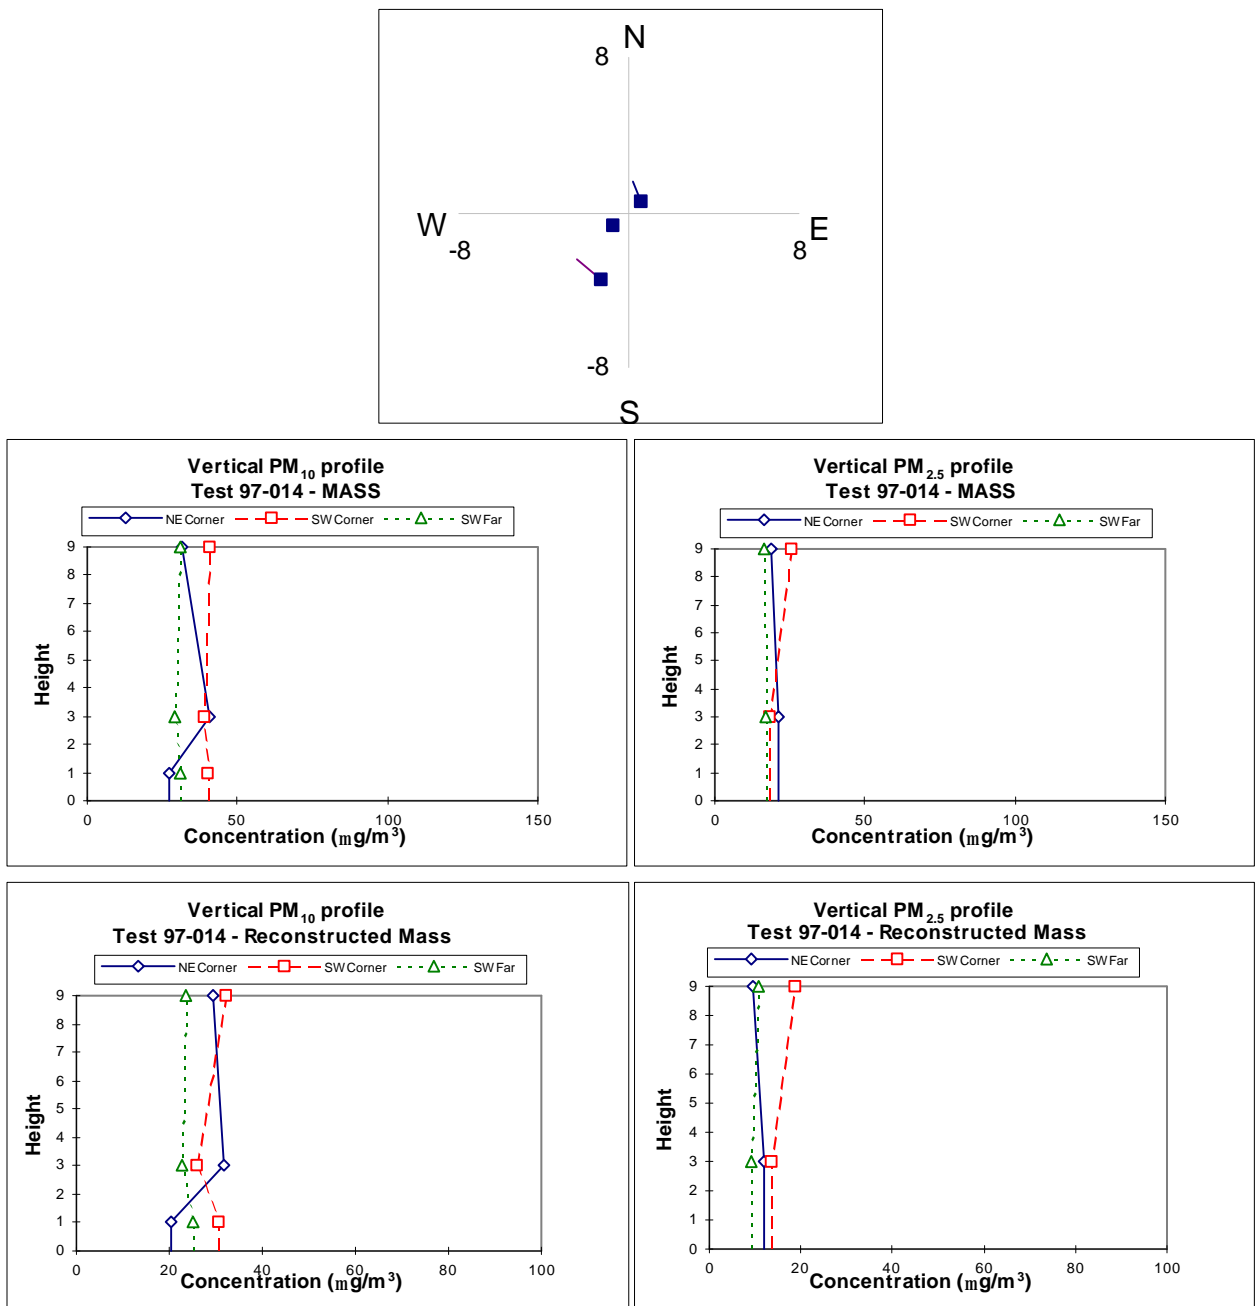 N
8
W
-8
8
E
-8
S
Vertical PM10 profile
Test 97-014 - MASS
NE Corner SW Corner SW Far
9
8
7
6
5
4
3
2
1
0
Height
0 50 100 150
Concentration (mg/m3)
Vertical PM2.5 profile
Test 97-014 - MASS
NE Corner SW Corner SW Far
9
8
7
6
5
4
3
2
1
0
Height
0 50 100 150
Concentration (mg/m3)
Vertical PM10 profile
Test 97-014 - Reconstructed Mass
NE Corner SW Corner SW Far
9
8
7
6
5
4
3
2
1
0
Height
0 20 40 60 80 100
Concentration (mg/m3)
Vertical PM2.5 profile
Test 97-014 - Reconstructed Mass
NE Corner SW Corner SW Far
9
8
7
6
5
4
3
2
1
0
Height
0 20 40 60 80 100
Concentration (mg/m3)